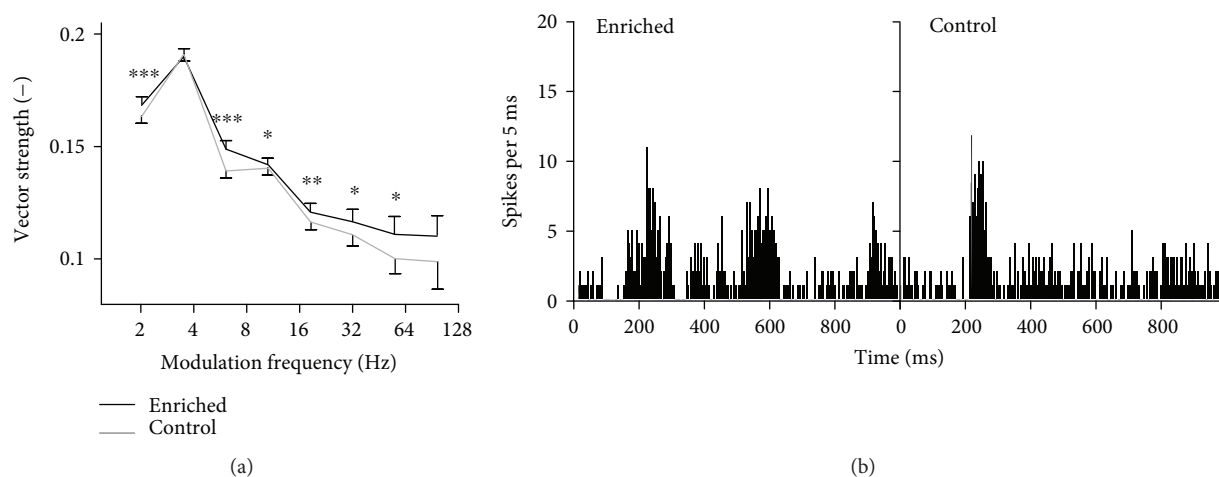 0.2
0.15
0.1
Vector strength (−)
***
***
*
**
*
*
2 4 8 16 32 64 128
Modulation frequency (Hz)
Enriched
Control
(a)
20
15
10
5
0
Spikes per 5 ms
Enriched
Control
0 200 400 600 800 0 200 400 600 800
Time (ms)
(b)